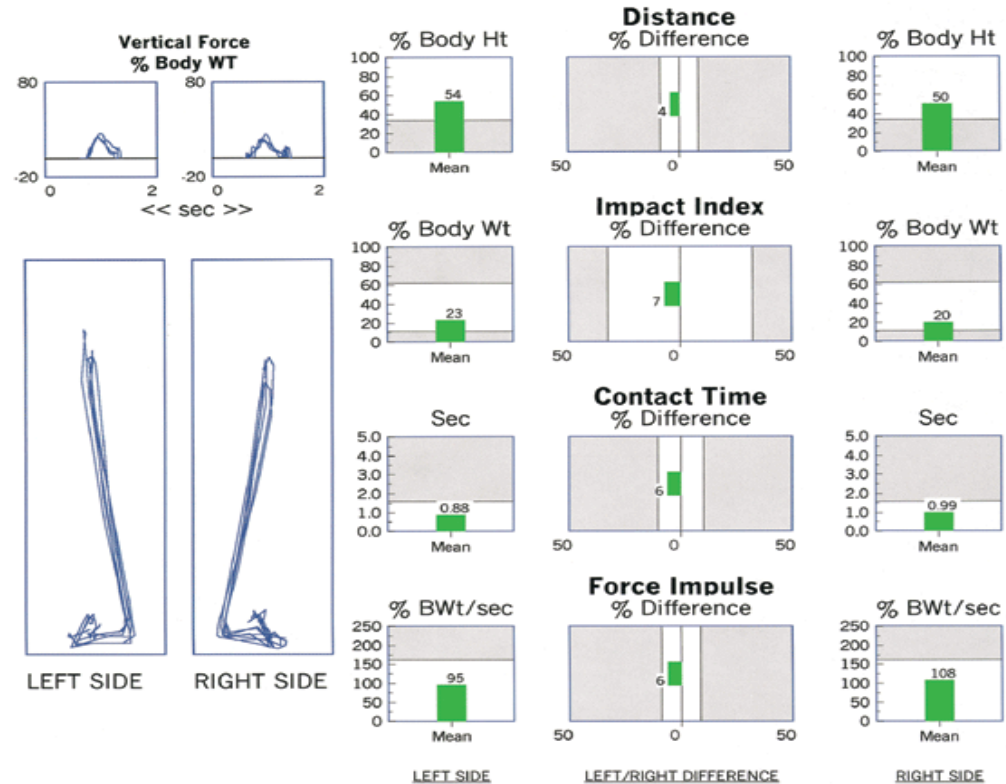 Vertical Force
% Body WT
80
-20
0
2
80
-20
0
2
<< sec >>
LEFT SIDE
RIGHT SIDE
Distance
% Body Ht
% Difference
% Body Ht
100
80
60
40
20
0
54
Mean
4
50
0
50
100
80
60
40
20
0
50
Mean
Impact Index
% Body Wt
% Difference
% Body Wt
100
80
60
40
20
0
23
Mean
7
50
0
50
100
80
60
40
20
0
20
Mean
Contact Time
Sec
% Difference
Sec
5.0
4.0
3.0
2.0
1.0
0.0
0.88
Mean
6
50
0
50
5.0
4.0
3.0
2.0
1.0
0.0
0.99
Mean
Force Impulse
% BWt/sec
% Difference
% BWt/sec
250
200
150
100
50
0
95
Mean
6
50
0
50
250
200
150
100
50
0
108
Mean
LEFT SIDE
LEFT/RIGHT DIFFERENCE
RIGHT SIDE